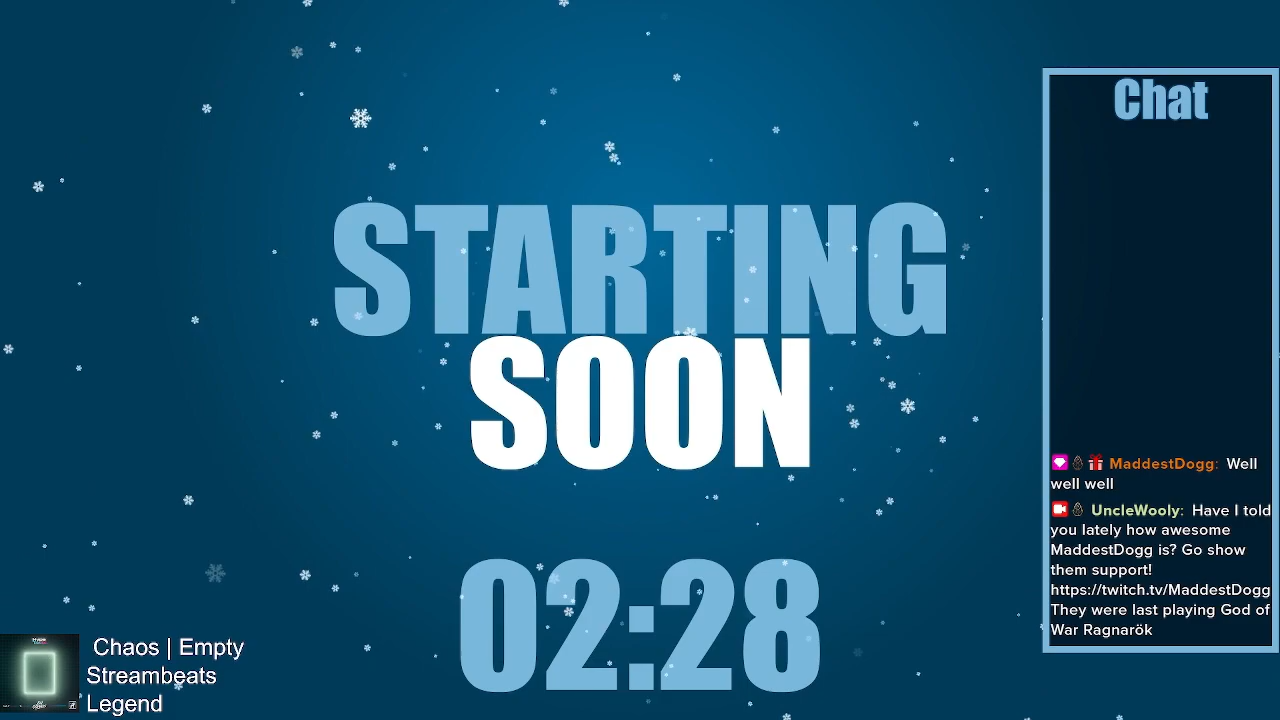 Chat
STARTING
SOON
02:28
MaddestDogg: Well
well well
UncleWooly: Have I told
you lately how awesome
MaddestDogg is? Go show
them support!
https://twitch.tv/MaddestDogg
They were last playing God of
War Ragnarök
Chaos | Empty
Streambeats
Legend